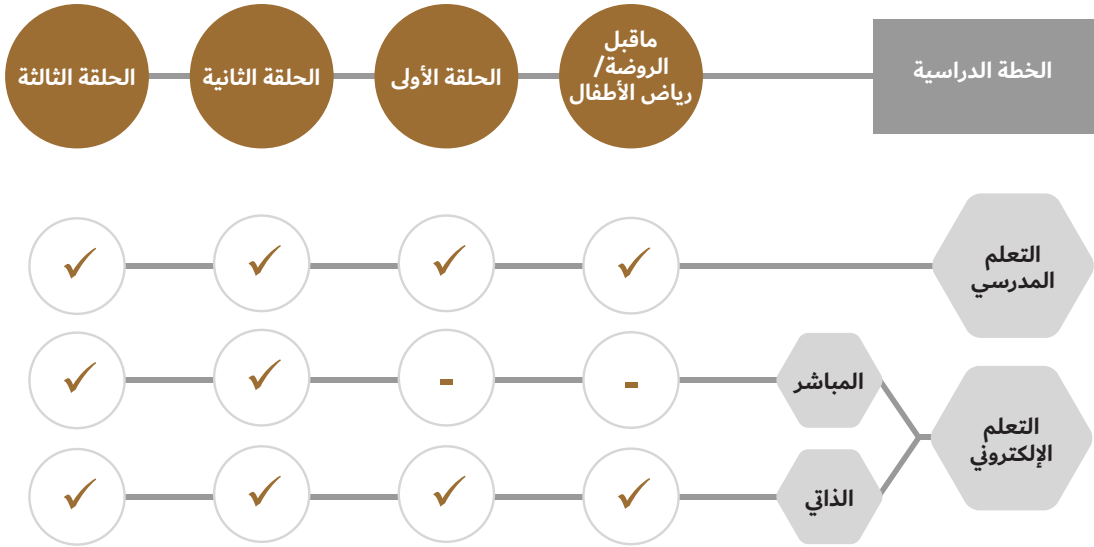 الخطة الدراسية
ماقبل
الروضة/
رياض الأطفال
الحلقة الأولى
الحلقة الثانية
الحلقة الثالثة
التعلم
المدرسي
✓ ✓ ✓ ✓
التعلم
الإلكتروني
المباشر
- - ✓ ✓
الذاتي
✓ ✓ ✓ ✓